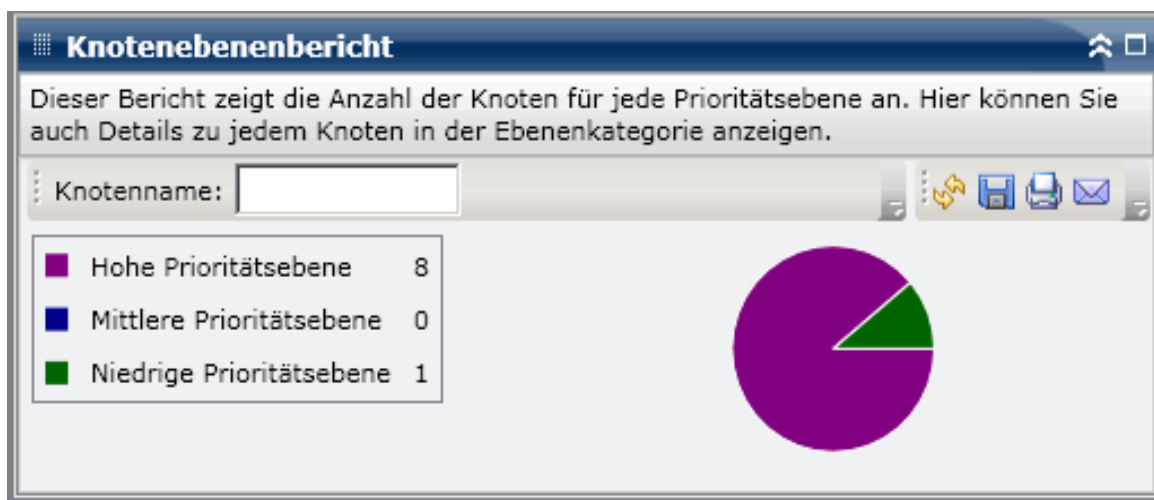 Knotenebenenbericht
Dieser Bericht zeigt die Anzahl der Knoten für jede Prioritätsebene an. Hier können Sie
auch Details zu jedem Knoten in der Ebenenkategorie anzeigen.
Knotenname:
Hohe Prioritätsebene 8
Mittlere Prioritätsebene 0
Niedrige Prioritätsebene 1